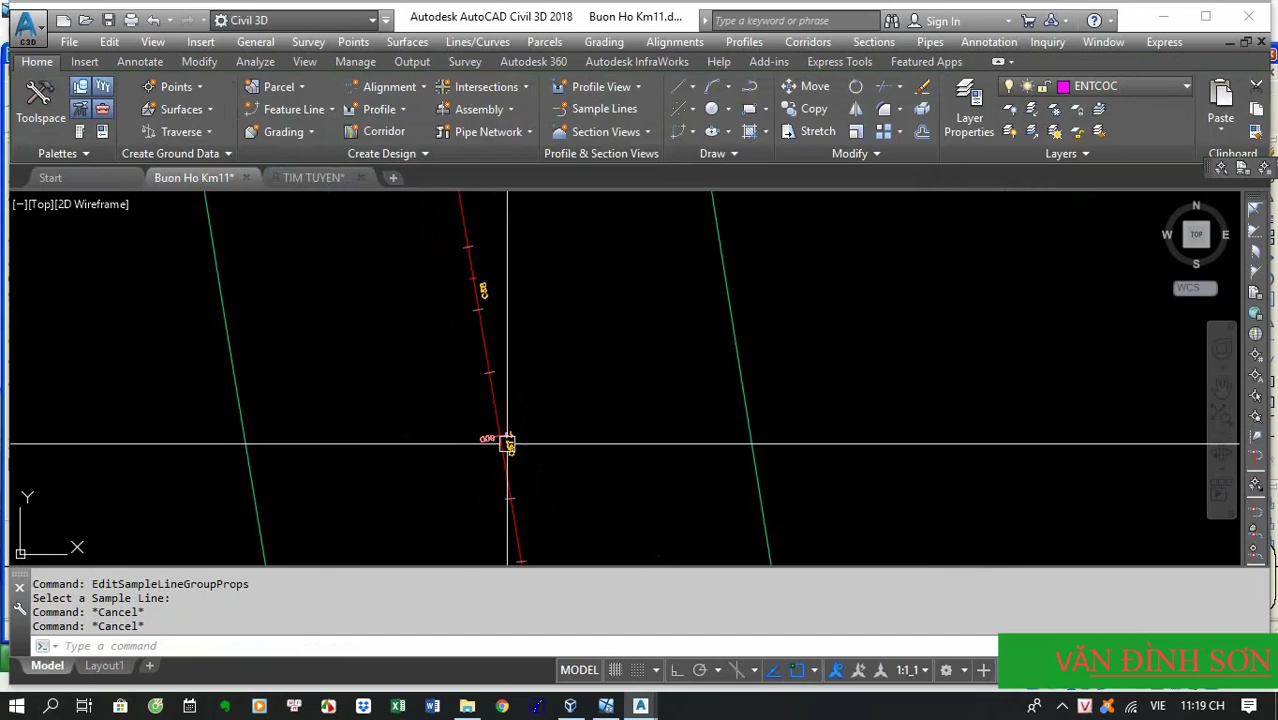 Civil 3D
Autodesk AutoCAD Civil 3D 2018 Buon Ho Km11.d...
Type a keyword or phrase
Sign In
C3D
File Edit View Insert General Survey Points Surfaces Lines/Curves Parcels Grading Alignments Profiles Corridors Sections Pipes Annotation Inquiry Window Express
Home Insert Annotate Modify Analyze View Manage Output Survey Autodesk 360 Autodesk InfraWorks Help Add-ins Express Tools Featured Apps
Toolspace
Points
Surfaces
Traverse
Parcel
Feature Line
Grading
Alignment
Profile
Corridor
Intersections
Assembly
Pipe Network
Profile View
Sample Lines
Section Views
Move
Copy
Stretch
Layer
Properties
ENTCOC
Paste
Palettes Create Ground Data Create Design Profile & Section Views Draw Modify Layers Clipboard
Start Buon Ho Km11* TIM TUYEN*
[−][Top][2D Wireframe]
N
W TOP E
S
WCS
C58
Y
X
Command: EditSampleLineGroupProps
Select a Sample Line:
Command: *Cancel*
Command: *Cancel*
Type a command
Model Layout1
MODEL
1:1
VĂN ĐÌNH SƠN
VIE 11:19 CH